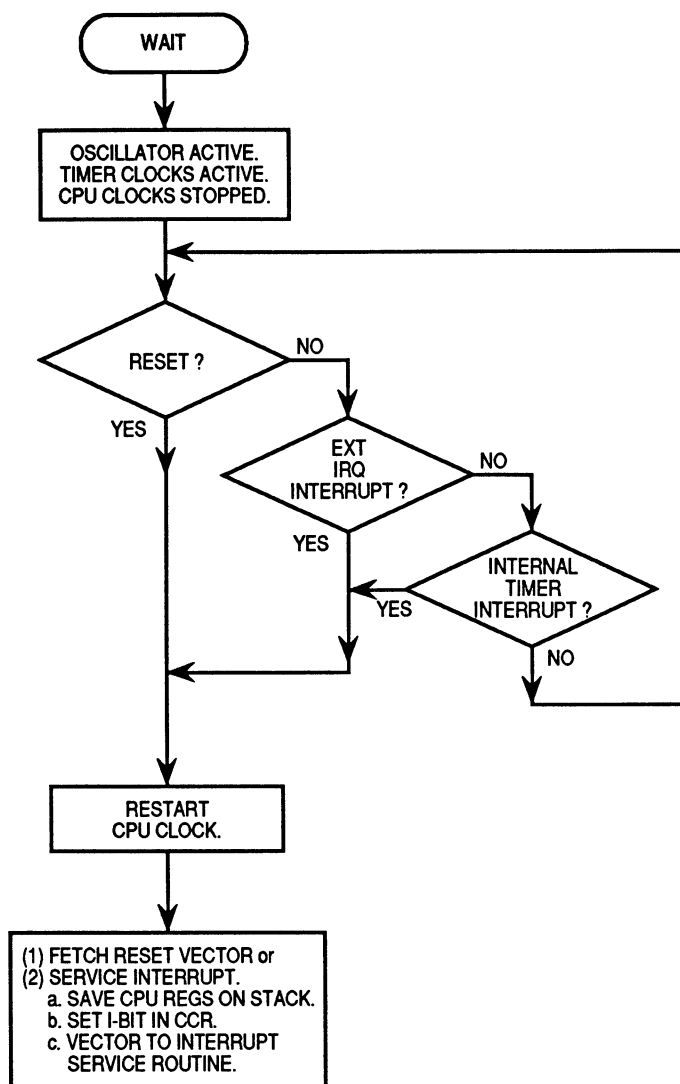 WAIT
OSCILLATOR ACTIVE.
TIMER CLOCKS ACTIVE.
CPU CLOCKS STOPPED.
RESET ?
NO
YES
EXT
IRQ
INTERRUPT ?
NO
YES
INTERNAL
TIMER
INTERRUPT ?
YES
NO
RESTART
CPU CLOCK.
(1) FETCH RESET VECTOR or
(2) SERVICE INTERRUPT.
a. SAVE CPU REGS ON STACK.
b. SET I-BIT IN CCR.
c. VECTOR TO INTERRUPT
SERVICE ROUTINE.